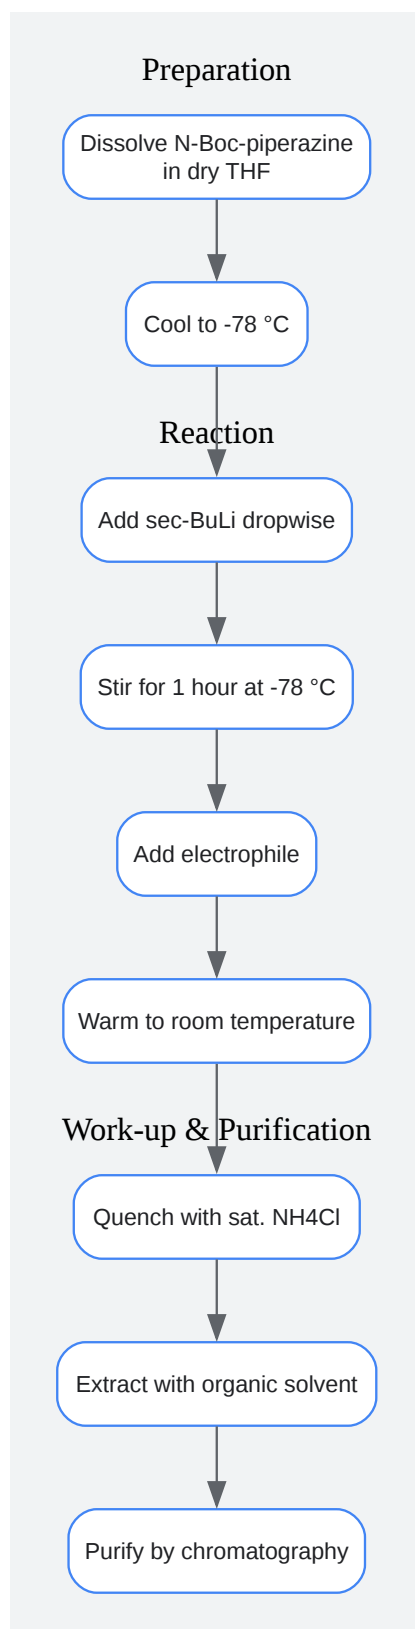 Preparation
Dissolve N-Boc-piperazine
in dry THF
Cool to -78 °C
Reaction
Add sec-BuLi dropwise
Stir for 1 hour at -78 °C
Add electrophile
Warm to room temperature
Work-up & Purification
Quench with sat. NH4Cl
Extract with organic solvent
Purify by chromatography